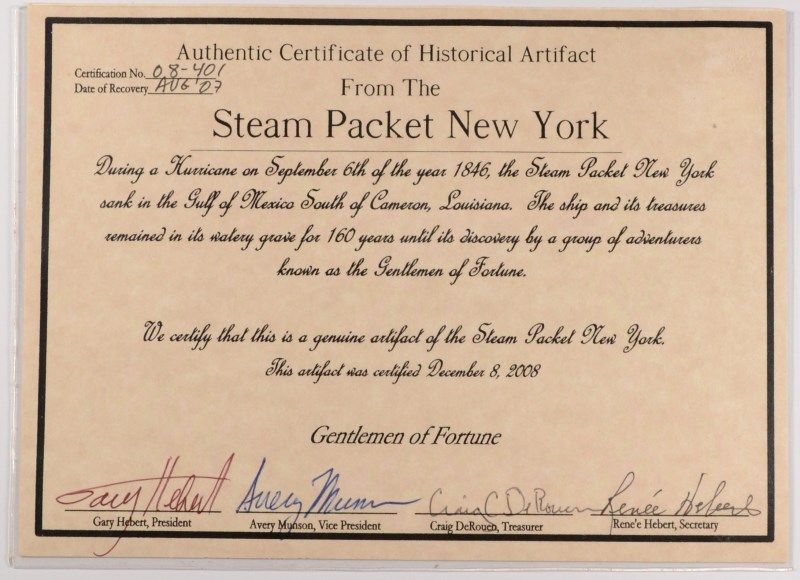 Authentic Certificate of Historical Artifact
Certification No. 08-401
Date of Recovery AUG '07
From The
Steam Packet New York
During a Hurricane on September 6th of the year 1846, the Steam Packet New York
sank in the Gulf of Mexico South of Cameron, Louisiana. The ship and its treasures
remained in its watery grave for 160 years until its discovery by a group of adventurers
known as the Gentlemen of Fortune.
We certify that this is a genuine artifact of the Steam Packet New York.
This artifact was certified December 8, 2008
Gentlemen of Fortune
Gary Hebert Avery Munson Craig C DeRouen Renée Hebert
Gary Hebert, President Avery Munson, Vice President Craig DeRouen, Treasurer Rene'e Hebert, Secretary